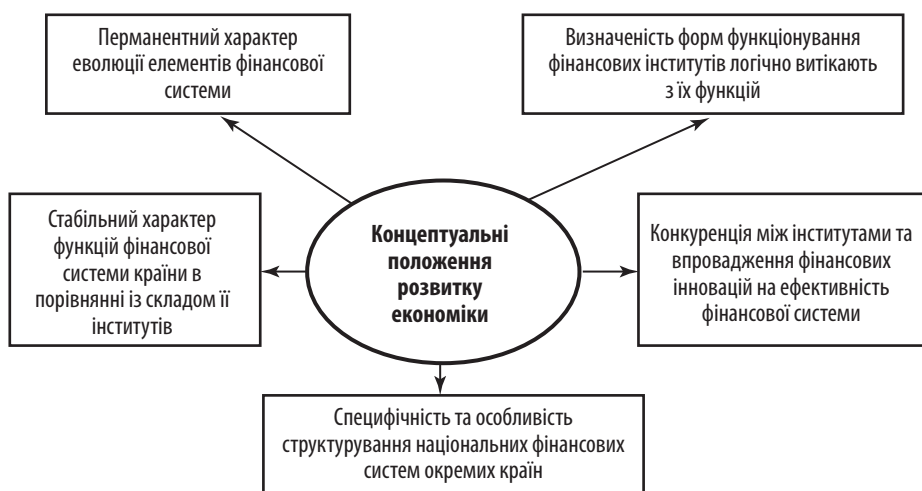 Перманентний характер
еволюції елементів фінансової
системи
Визначеність форм функціонування
фінансових інститутів логічно витікають
з їх функцій
Стабільний характер
функцій фінансової
системи країни в
порівнянні із складом її
інститутів
Концептуальні
положення
розвитку
економіки
Конкуренція між інститутами та
впровадження фінансових
інновацій на ефективність
фінансової системи
Специфічність та особливість
структурування національних фінансових
систем окремих країн